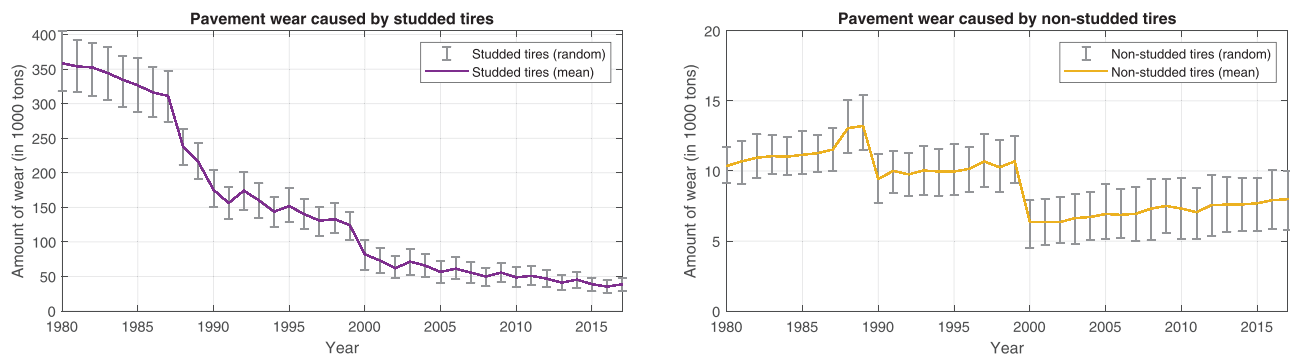 Pavement wear caused by studded tires
Amount of wear (in 1000 tons)
400
350
300
250
200
150
100
50
0
Studded tires (random)
Studded tires (mean)
1980 1985 1990 1995 2000 2005 2010 2015
Year
Pavement wear caused by non-studded tires
Amount of wear (in 1000 tons)
20
15
10
5
0
Non-studded tires (random)
Non-studded tires (mean)
1980 1985 1990 1995 2000 2005 2010 2015
Year